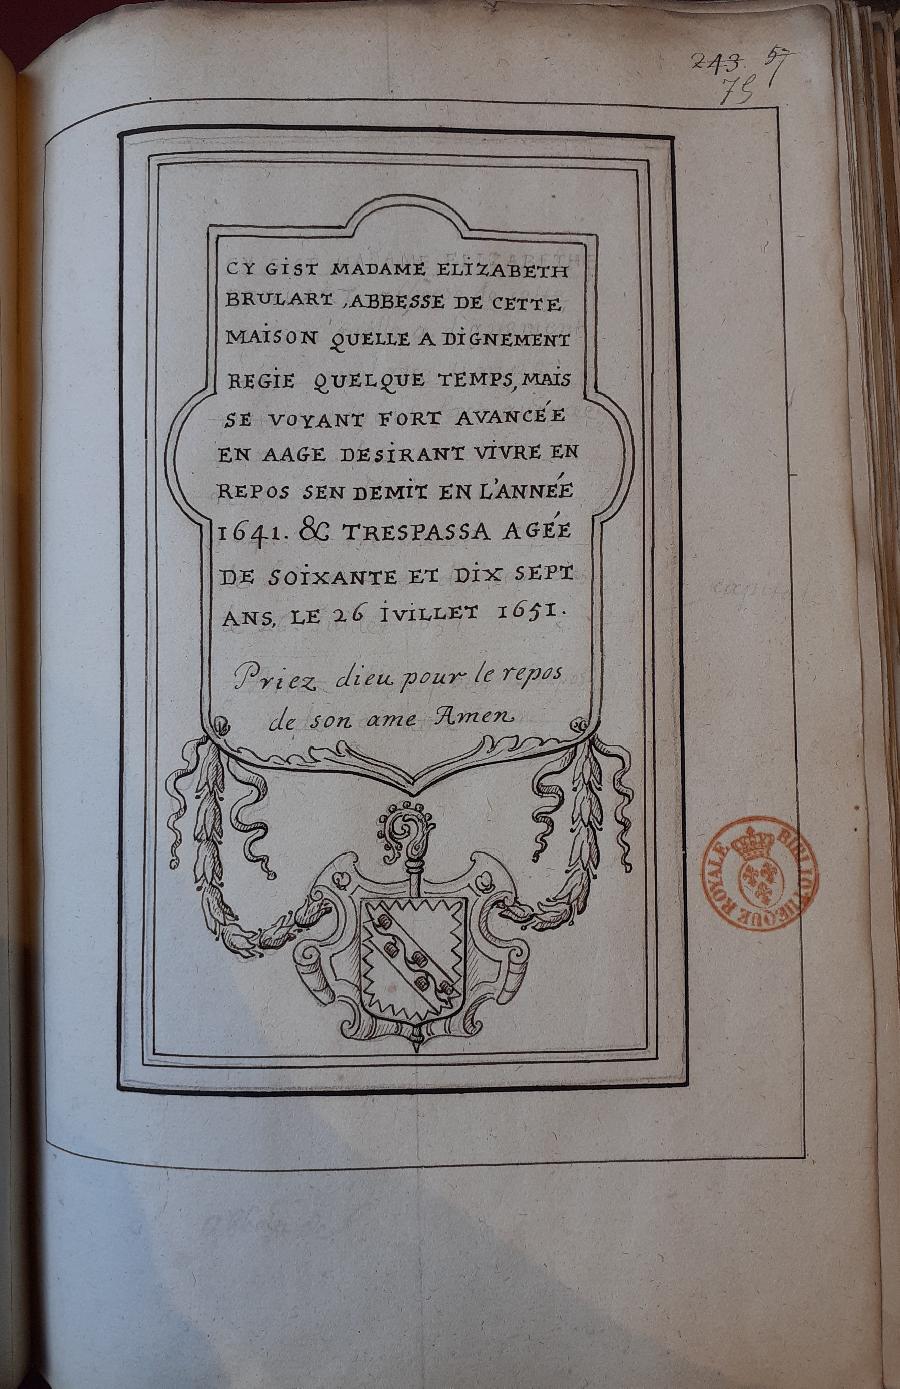 243. 57
75
CY GIST MADAME ELIZABETH
BRULART, ABBESSE DE CETTE
MAISON QUELLE A DIGNEMENT
REGIE QUELQUE TEMPS, MAIS
SE VOYANT FORT AVANCÉE
EN AAGE DESIRANT VIVRE EN
REPOS SEN DEMIT EN L'ANNÉE
1641. & TRESPASSA AGÉE
DE SOIXANTE ET DIX SEPT
ANS, LE 26 IVILLET 1651.
Priez dieu pour le repos
de son ame Amen
BIBLIOTHEQUE ROYALE